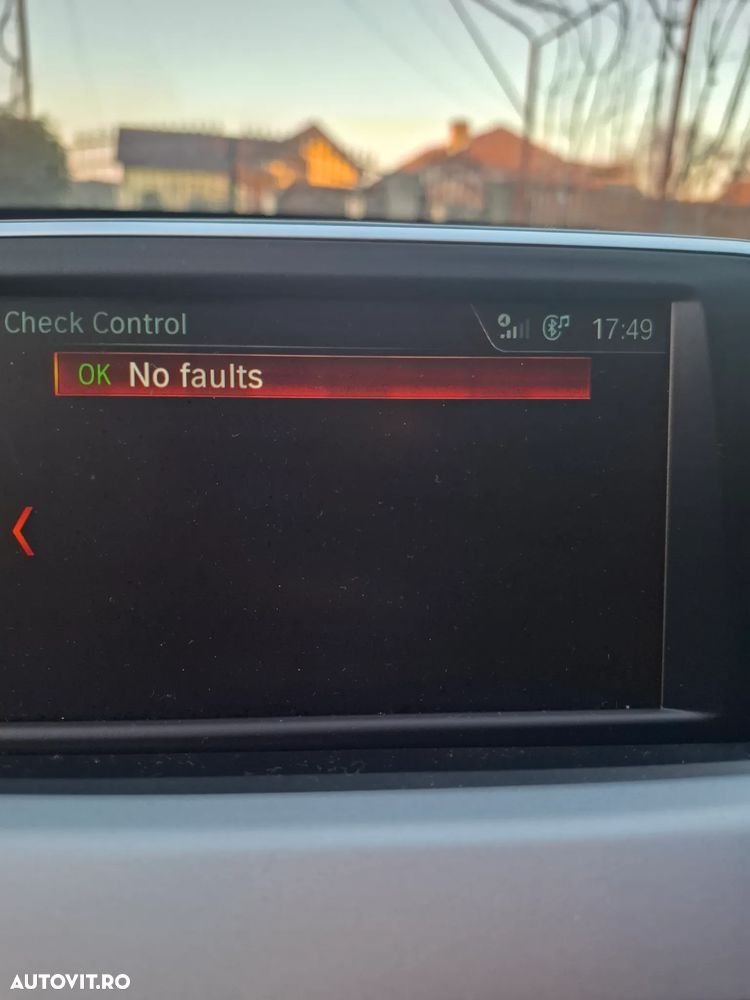 Check Control
17:49
OK No faults
AUTOVIT.RO